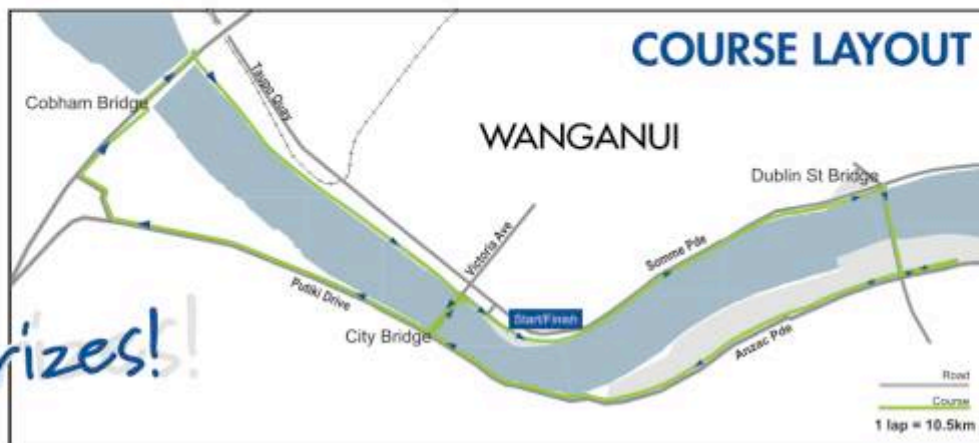 COURSE LAYOUT
Taupo Quay
Cobham Bridge
WANGANUI
Dublin St Bridge
Victoria Ave
Somme Pde
Putiki Drive
Start/Finish
City Bridge
Anzac Pde
rizes!
Road
Course
1 lap = 10.5km